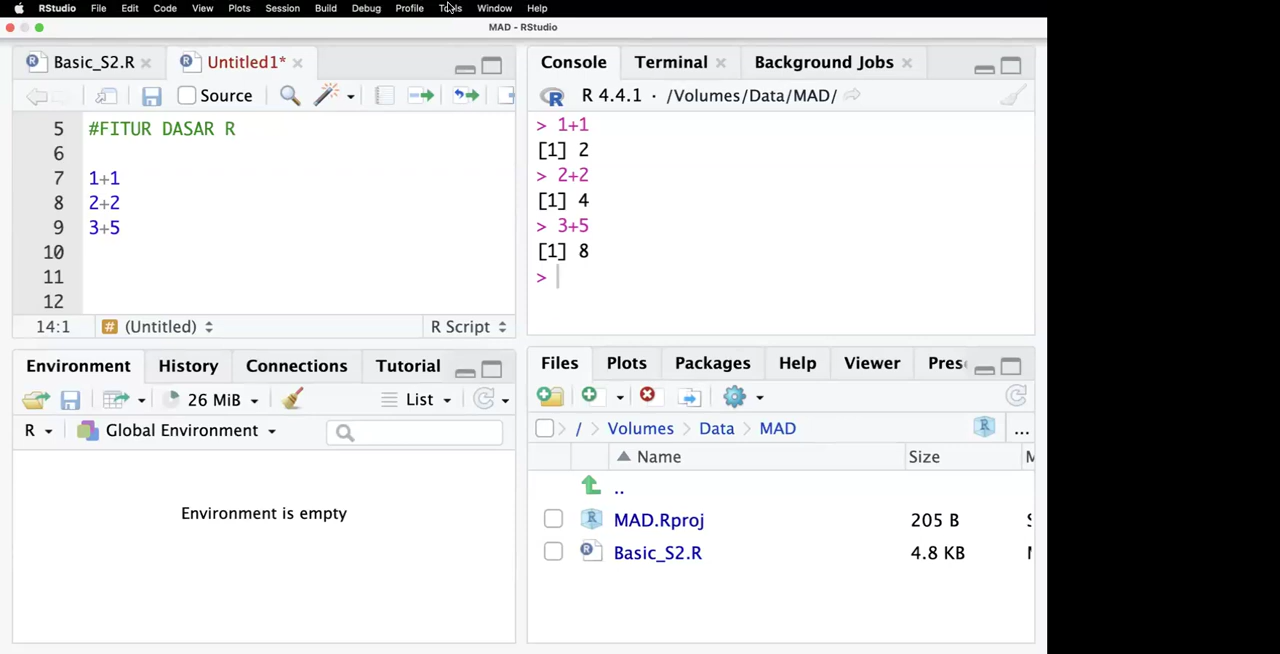 RStudio File Edit Code View Plots Session Build Debug Profile Tools Window Help
MAD - RStudio
Basic_S2.R
Untitled1*
Source
5 #FITUR DASAR R
6
7 1+1
8 2+2
9 3+5
10
11
12
14:1 # (Untitled) R Script
Console Terminal Background Jobs
R R 4.4.1 · /Volumes/Data/MAD/
> 1+1
[1] 2
> 2+2
[1] 4
> 3+5
[1] 8
>
Environment History Connections Tutorial
26 MiB List
R Global Environment
Environment is empty
Files Plots Packages Help Viewer Pres
/ Volumes Data MAD R ...
Name Size
..
MAD.Rproj 205 B
Basic_S2.R 4.8 KB